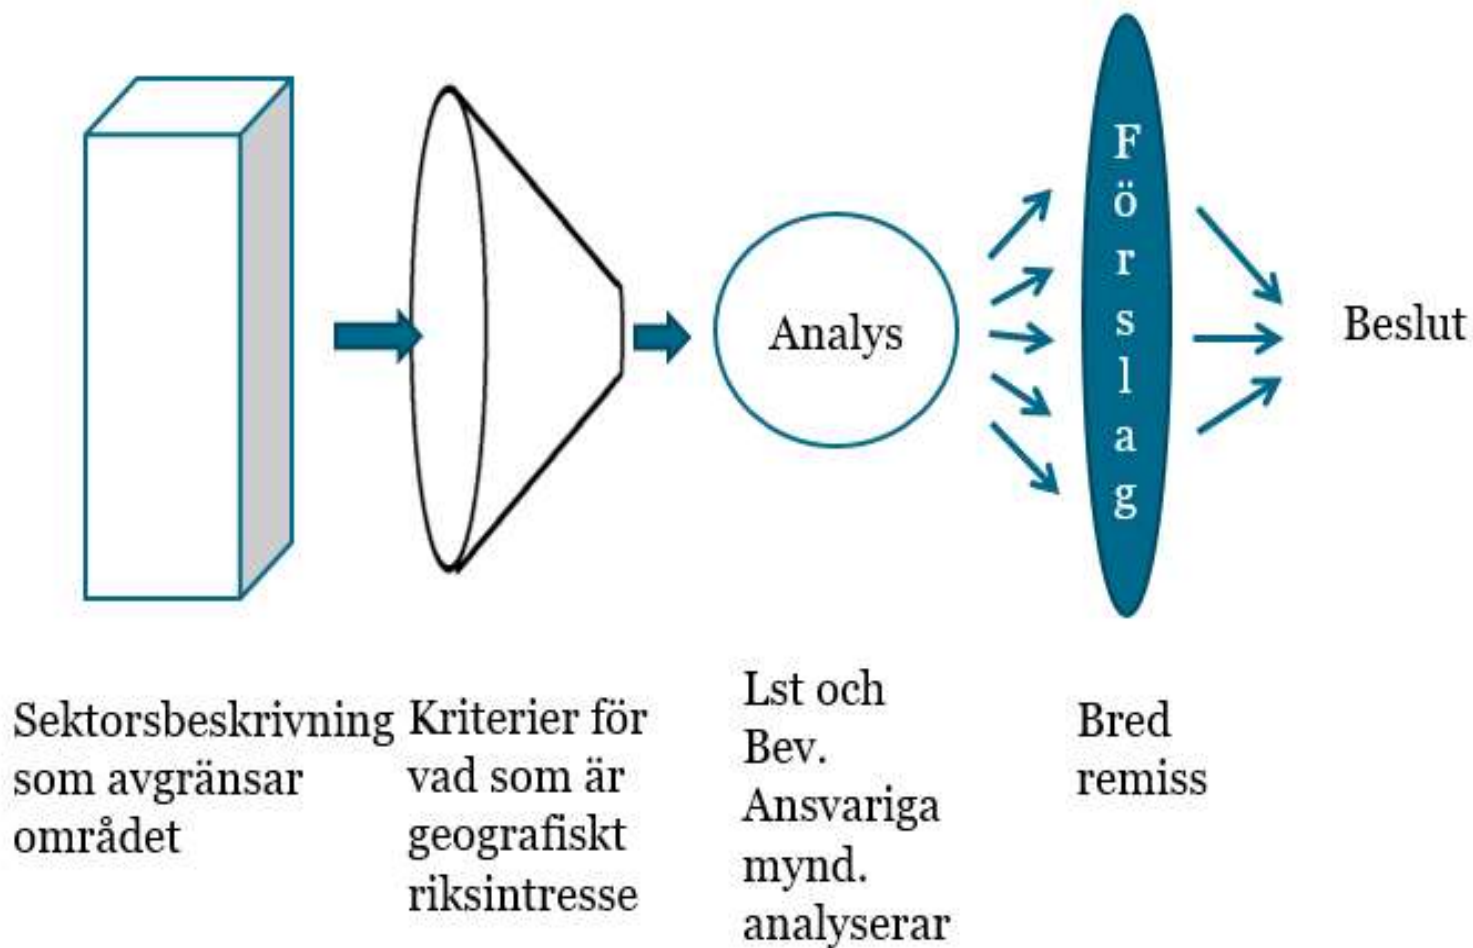 Analys
Förslag
Beslut
Sektorsbeskrivning
som avgränsar
området
Kriterier för
vad som är
geografiskt
riksintresse
Lst och
Bev.
Ansvariga
mynd.
analyserar
Bred
remiss